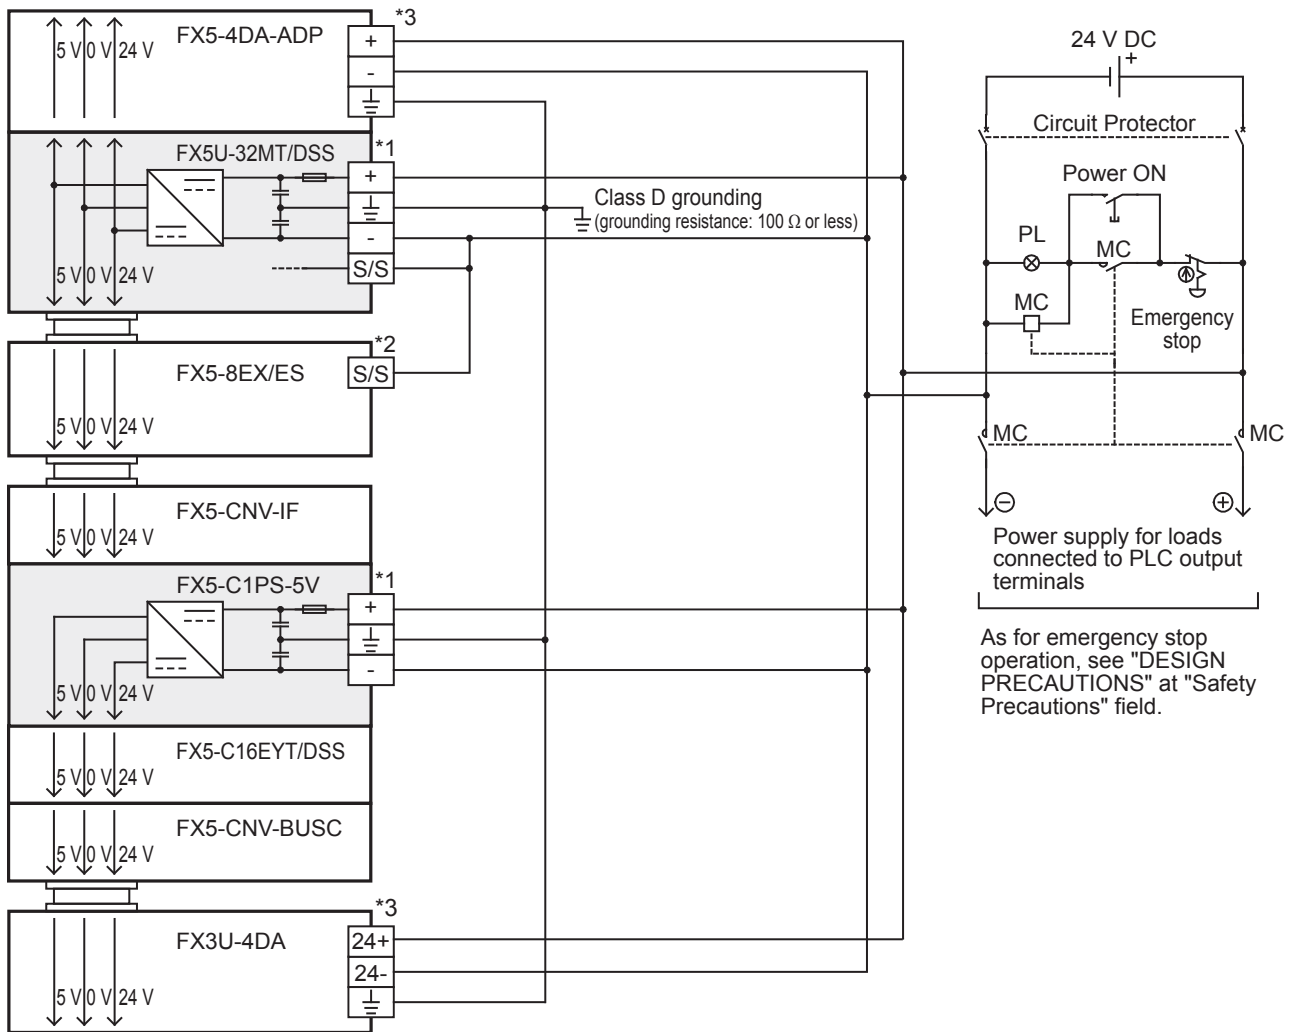 *3
FX5-4DA-ADP
5 V 0 V 24 V
+
-
FX5U-32MT/DSS
*1
+
-
S/S
5 V 0 V 24 V
Class D grounding
(grounding resistance: 100 Ω or less)
*2
FX5-8EX/ES
S/S
5 V 0 V 24 V
FX5-CNV-IF
5 V 0 V 24 V
FX5-C1PS-5V
*1
+
-
5 V 0 V 24 V
FX5-C16EYT/DSS
5 V 0 V 24 V
FX5-CNV-BUSC
5 V 0 V 24 V
*3
FX3U-4DA
24+
24-
5 V 0 V 24 V
24 V DC
+
Circuit Protector
Power ON
PL
MC
MC
Emergency
stop
MC
MC
⊖
⊕
Power supply for loads
connected to PLC output
terminals
As for emergency stop
operation, see "DESIGN
PRECAUTIONS" at "Safety
Precautions" field.